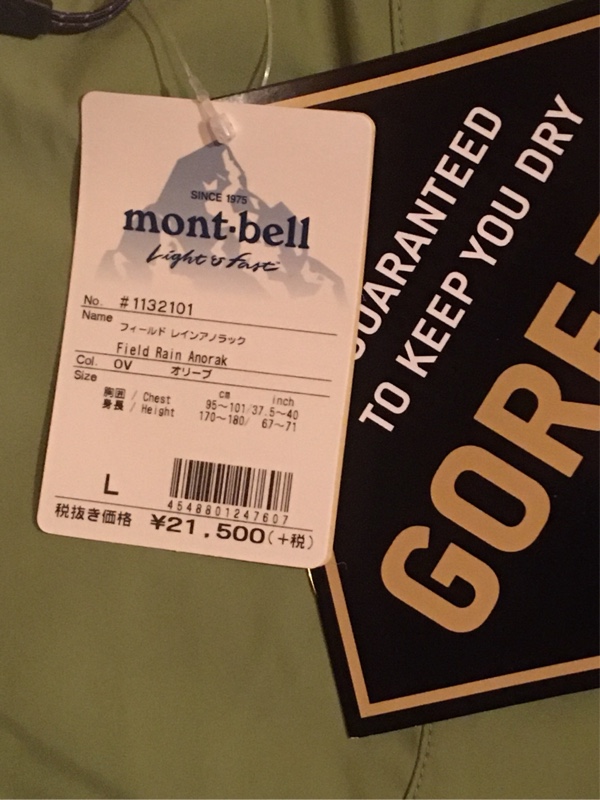 SINCE 1975
mont-bell
Light & Fast
No. #1132101
Name フィールド レインアノラック
Field Rain Anorak
Col. OV オリーブ
Size
cm inch
胸囲 / Chest 95〜101/37.5〜40
身長 / Height 170〜180/ 67〜71
L
4548801247607
税抜き価格 ¥21,500(+税)
GUARANTEED
TO KEEP YOU DRY
GORE